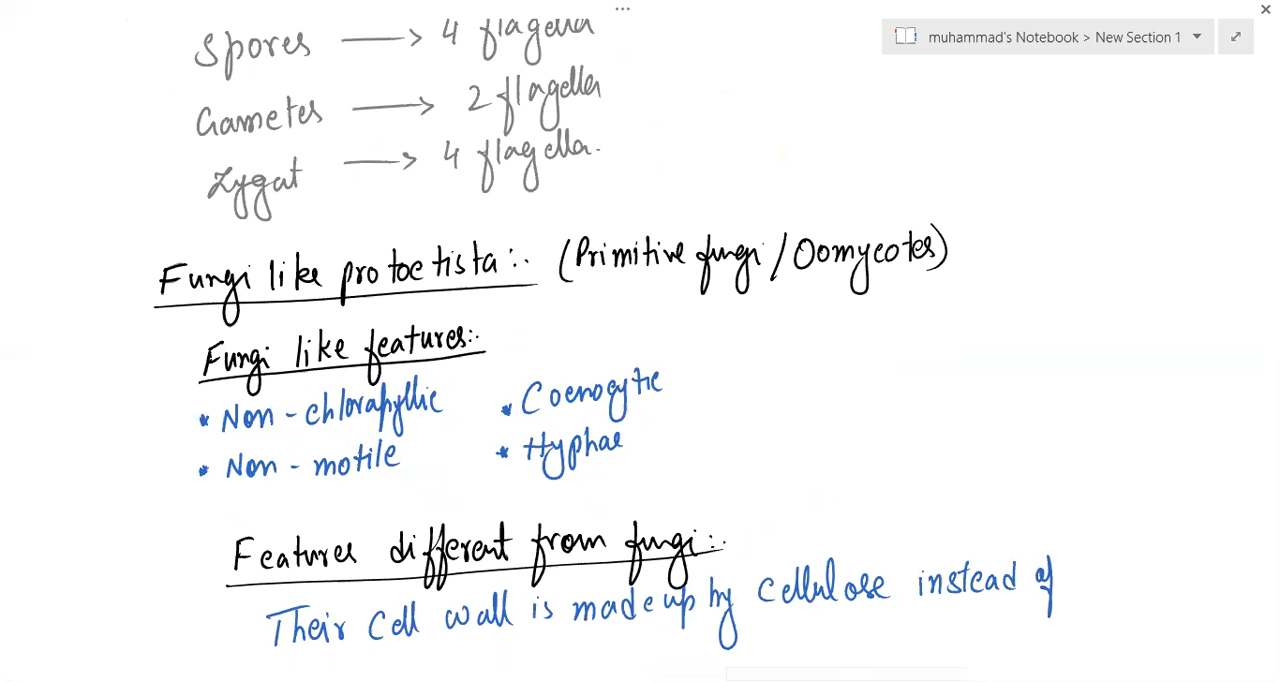 muhammad's Notebook > New Section 1
Spores → 4 flagella
Gametes → 2 flagella
Zygat → 4 flagella.
Fungi like protoctista:. (Primitive fungi / Oomycotes)
Fungi like features:.
* Non - chloraphyllic * Coenocytic
* Non - motile * Hyphae
Features different from fungi:.
Their cell wall is made up by cellulose instead of